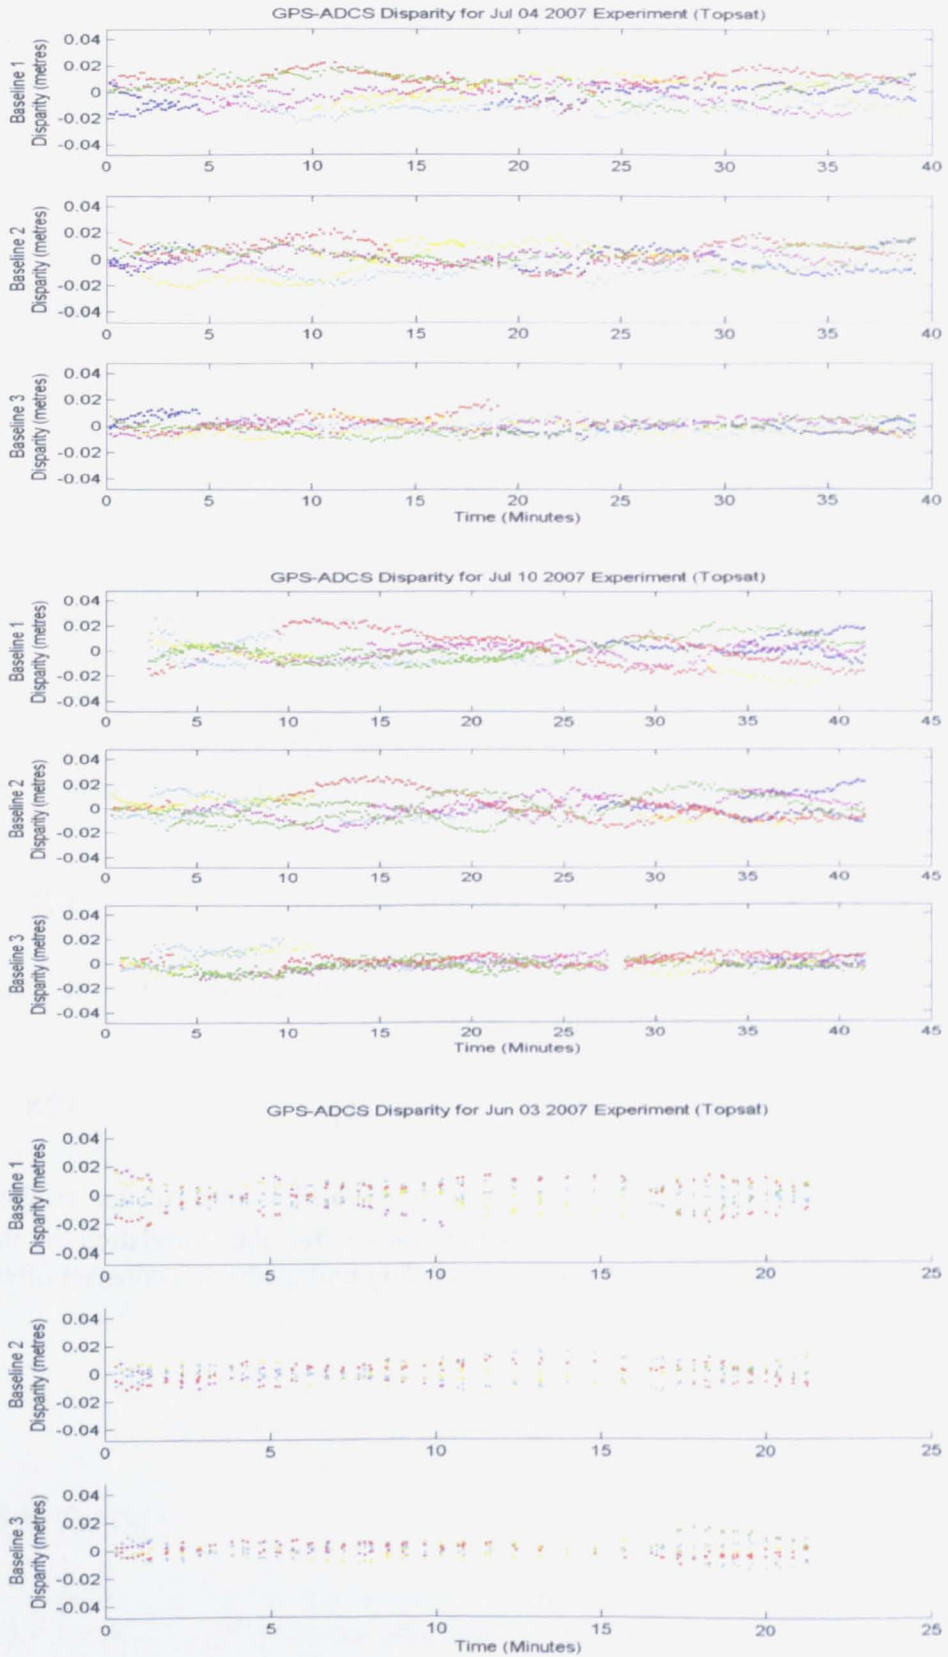 GPS-ADCS Disparity for Jul 04 2007 Experiment (Topsat)
Baseline 1
Disparity (metres)
0.04
0.02
0
-0.02
-0.04
0 5 10 15 20 25 30 35 40
Baseline 2
Disparity (metres)
0.04
0.02
0
-0.02
-0.04
0 5 10 15 20 25 30 35 40
Baseline 3
Disparity (metres)
0.04
0.02
0
-0.02
-0.04
0 5 10 15 20 25 30 35 40
Time (Minutes)
GPS-ADCS Disparity for Jul 10 2007 Experiment (Topsat)
Baseline 1
Disparity (metres)
0.04
0.02
0
-0.02
-0.04
0 5 10 15 20 25 30 35 40 45
Baseline 2
Disparity (metres)
0.04
0.02
0
-0.02
-0.04
0 5 10 15 20 25 30 35 40 45
Baseline 3
Disparity (metres)
0.04
0.02
0
-0.02
-0.04
0 5 10 15 20 25 30 35 40 45
Time (Minutes)
GPS-ADCS Disparity for Jun 03 2007 Experiment (Topsat)
Baseline 1
Disparity (metres)
0.04
0.02
0
-0.02
-0.04
0 5 10 15 20 25
Baseline 2
Disparity (metres)
0.04
0.02
0
-0.02
-0.04
0 5 10 15 20 25
Baseline 3
Disparity (metres)
0.04
0.02
0
-0.02
-0.04
0 5 10 15 20 25
Time (Minutes)